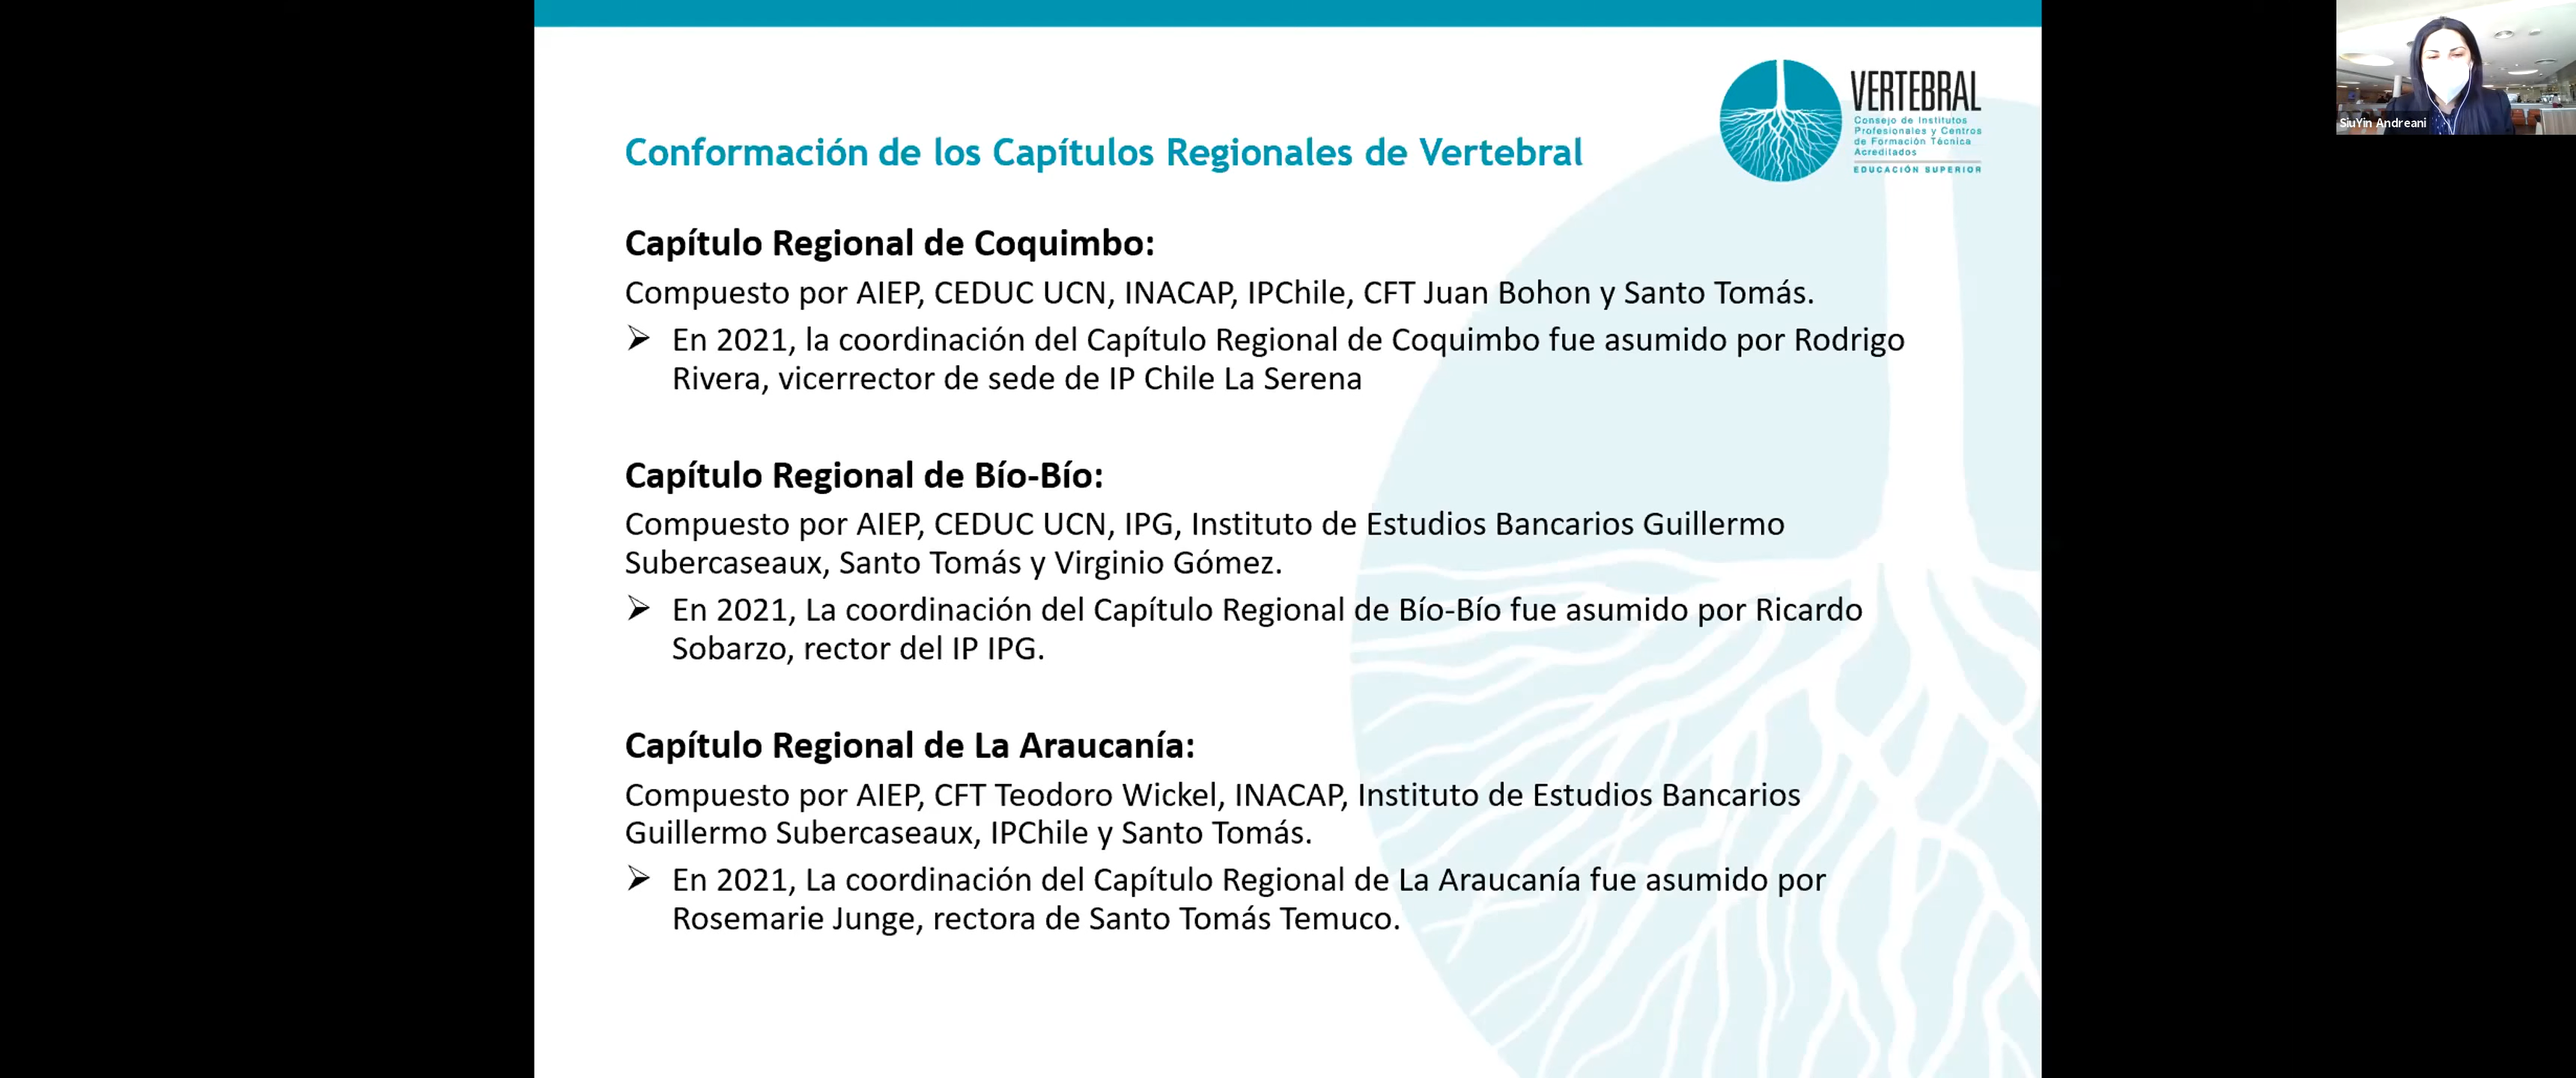 VERTEBRAL
Consejo de Institutos
Profesionales y Centros
de Formación Técnica
Acreditados
EDUCACIÓN SUPERIOR
SiuYin Andreani
Conformación de los Capítulos Regionales de Vertebral
Capítulo Regional de Coquimbo:
Compuesto por AIEP, CEDUC UCN, INACAP, IPChile, CFT Juan Bohon y Santo Tomás.
➢ En 2021, la coordinación del Capítulo Regional de Coquimbo fue asumido por Rodrigo
Rivera, vicerrector de sede de IP Chile La Serena
Capítulo Regional de Bío-Bío:
Compuesto por AIEP, CEDUC UCN, IPG, Instituto de Estudios Bancarios Guillermo
Subercaseaux, Santo Tomás y Virginio Gómez.
➢ En 2021, La coordinación del Capítulo Regional de Bío-Bío fue asumido por Ricardo
Sobarzo, rector del IP IPG.
Capítulo Regional de La Araucanía:
Compuesto por AIEP, CFT Teodoro Wickel, INACAP, Instituto de Estudios Bancarios
Guillermo Subercaseaux, IPChile y Santo Tomás.
➢ En 2021, La coordinación del Capítulo Regional de La Araucanía fue asumido por
Rosemarie Junge, rectora de Santo Tomás Temuco.